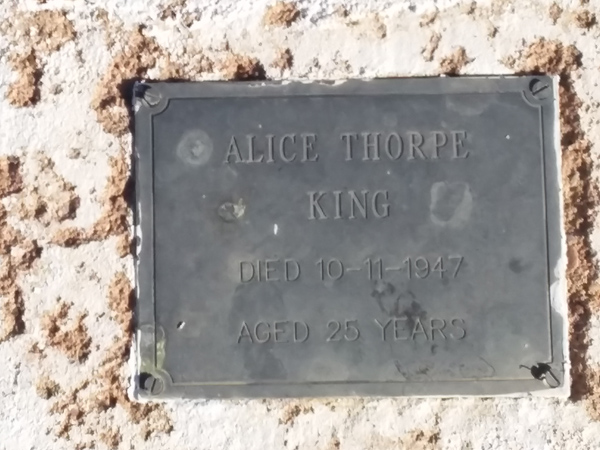 ALICE THORPE
KING
DIED 10-11-1947
AGED 25 YEARS